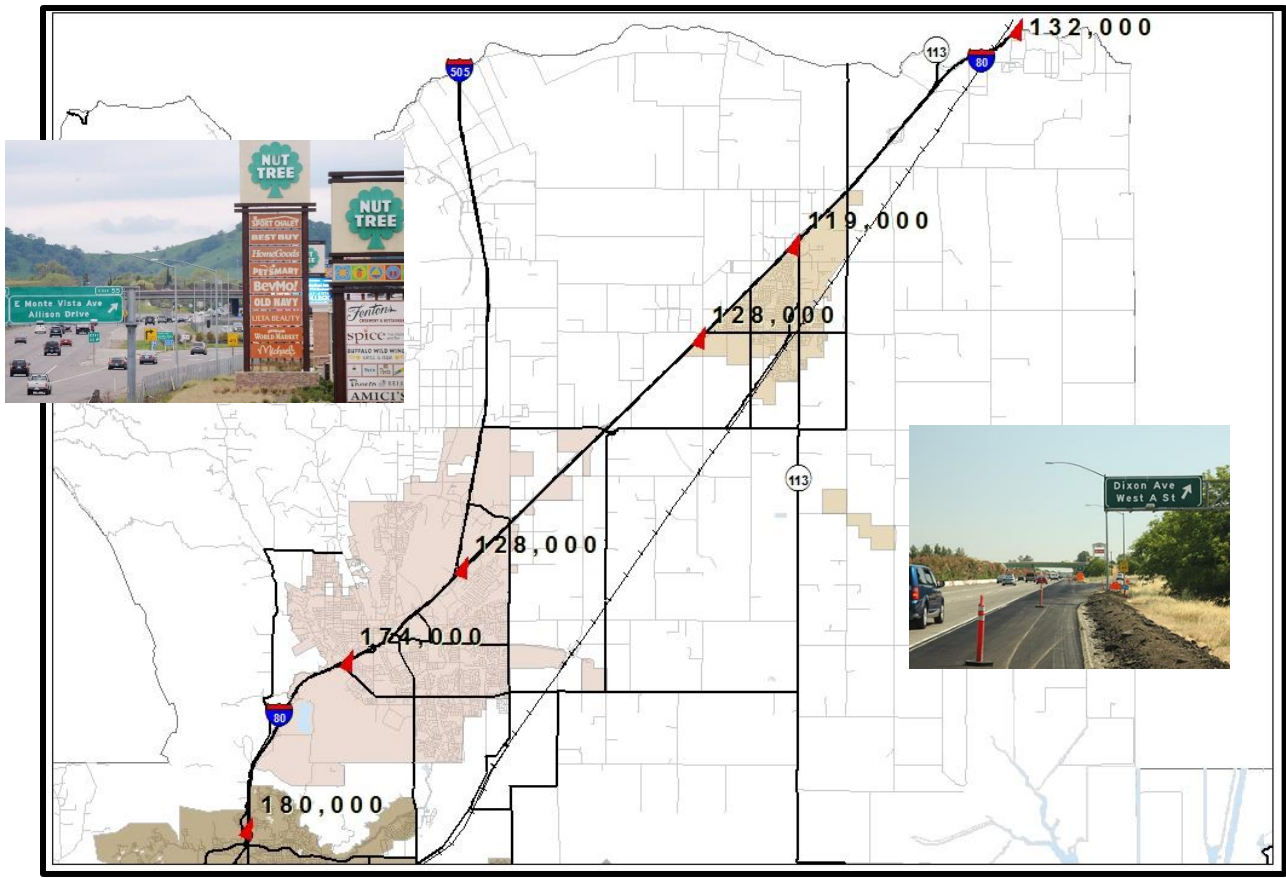 132,000
505
113
80
119,000
128,000
128,000
174,000
80
180,000
113
NUT
TREE
SPORT CHALET
BEST BUY
HomeGoods
PETSMART
BevMo!
OLD NAVY
ULTA BEAUTY
WORLD MARKET
Michaels
NUT
TREE
Fentons
spice
BUFFALO WILD WING
AMICI'S
E Monte Vista Ave
Allison Drive
Dixon Ave
West A St